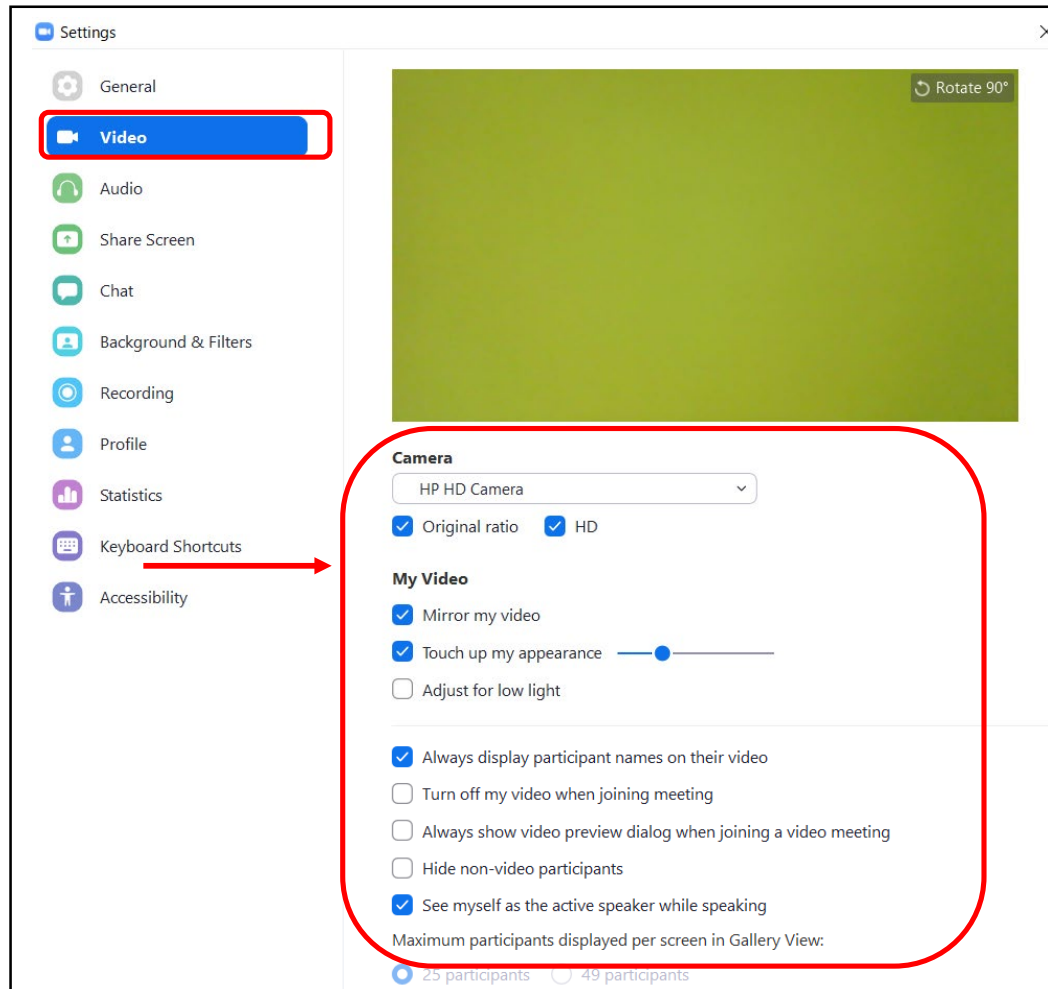 Settings
General
Video
Audio
Share Screen
Chat
Background & Filters
Recording
Profile
Statistics
Keyboard Shortcuts
Accessibility
Rotate 90°
Camera
HP HD Camera
Original ratio HD
My Video
Mirror my video
Touch up my appearance
Adjust for low light
Always display participant names on their video
Turn off my video when joining meeting
Always show video preview dialog when joining a video meeting
Hide non-video participants
See myself as the active speaker while speaking
Maximum participants displayed per screen in Gallery View:
25 participants 49 participants